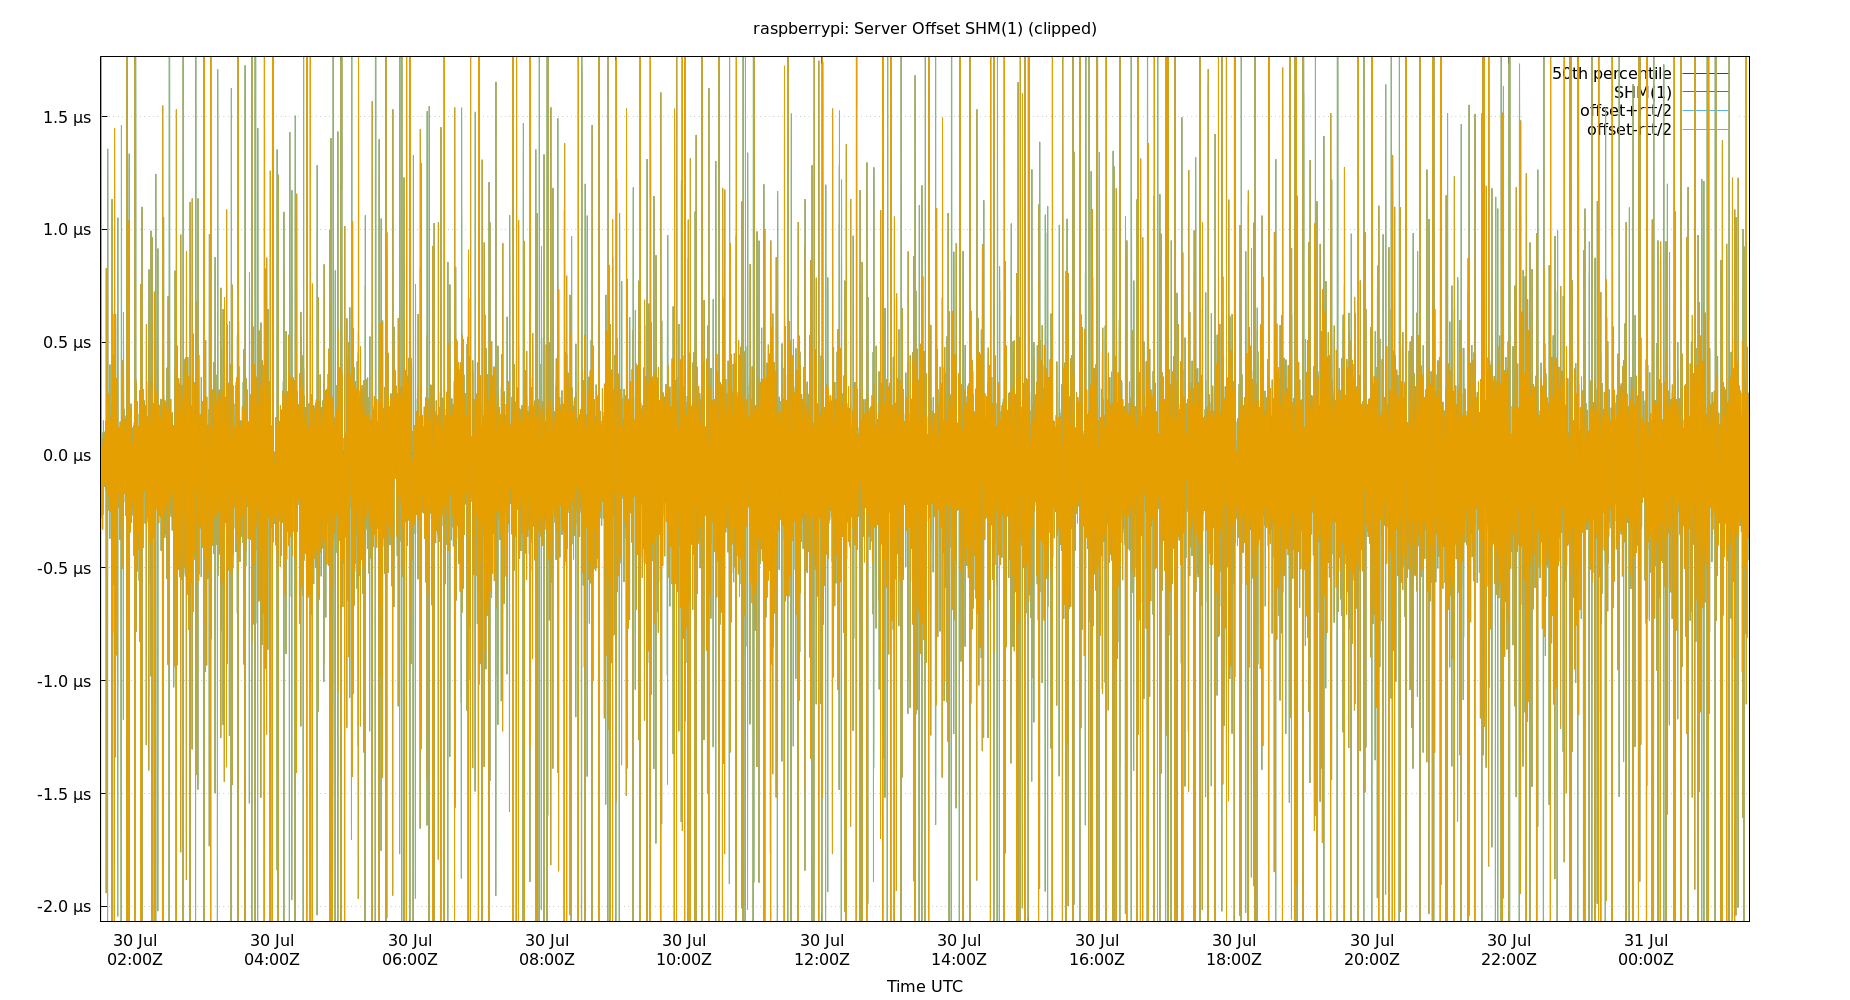 raspberrypi: Server Offset SHM(1) (clipped)
50th percentile
SHM(1)
offset+rtt/2
offset-rtt/2
1.5 µs
1.0 µs
0.5 µs
0.0 µs
-0.5 µs
-1.0 µs
-1.5 µs
-2.0 µs
30 Jul 30 Jul 30 Jul 30 Jul 30 Jul 30 Jul 30 Jul 30 Jul 30 Jul 30 Jul 30 Jul 31 Jul
02:00Z 04:00Z 06:00Z 08:00Z 10:00Z 12:00Z 14:00Z 16:00Z 18:00Z 20:00Z 22:00Z 00:00Z
Time UTC